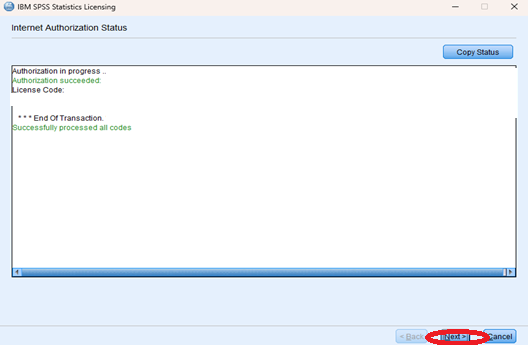 IBM SPSS Statistics Licensing
Internet Authorization Status
Copy Status
Authorization in progress ..
Authorization succeeded:
License Code:
* * * End Of Transaction.
Successfully processed all codes
< Back
Next >
Cancel